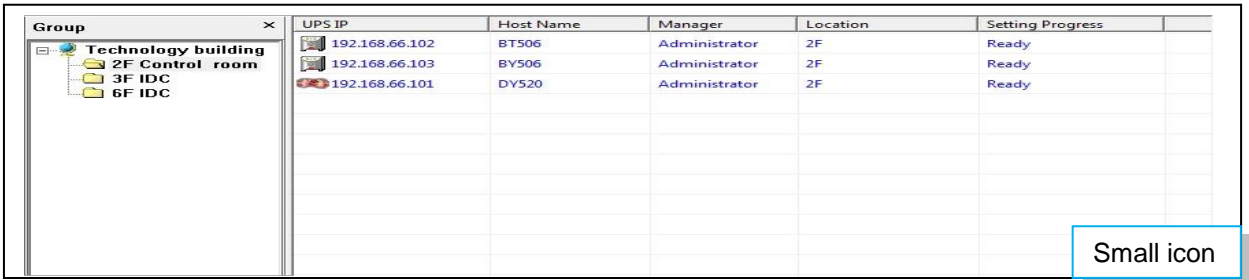 Group × UPS IP Host Name Manager Location Setting Progress
Technology building
2F Control room
3F IDC
6F IDC
192.168.66.102 BT506 Administrator 2F Ready
192.168.66.103 BY506 Administrator 2F Ready
192.168.66.101 DY520 Administrator 2F Ready
Small icon